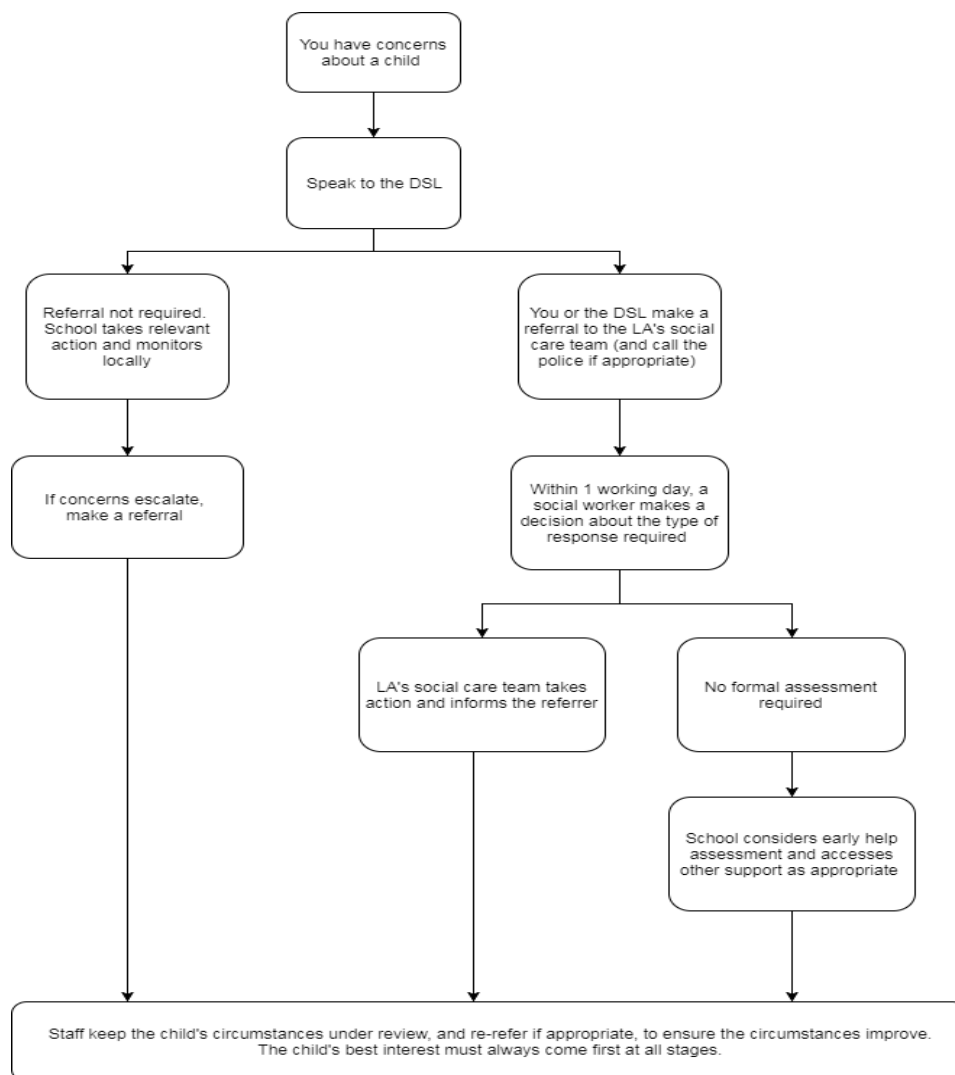 You have concerns
about a child
Speak to the DSL
Referral not required.
School takes relevant
action and monitors
locally
You or the DSL make a
referral to the LA's social
care team (and call the
police if appropriate)
If concerns escalate,
make a referral
Within 1 working day, a
social worker makes a
decision about the type of
response required
LA's social care team takes
action and informs the referrer
No formal assessment
required
School considers early help
assessment and accesses
other support as appropriate
Staff keep the child's circumstances under review, and re-refer if appropriate, to ensure the circumstances improve.
The child's best interest must always come first at all stages.